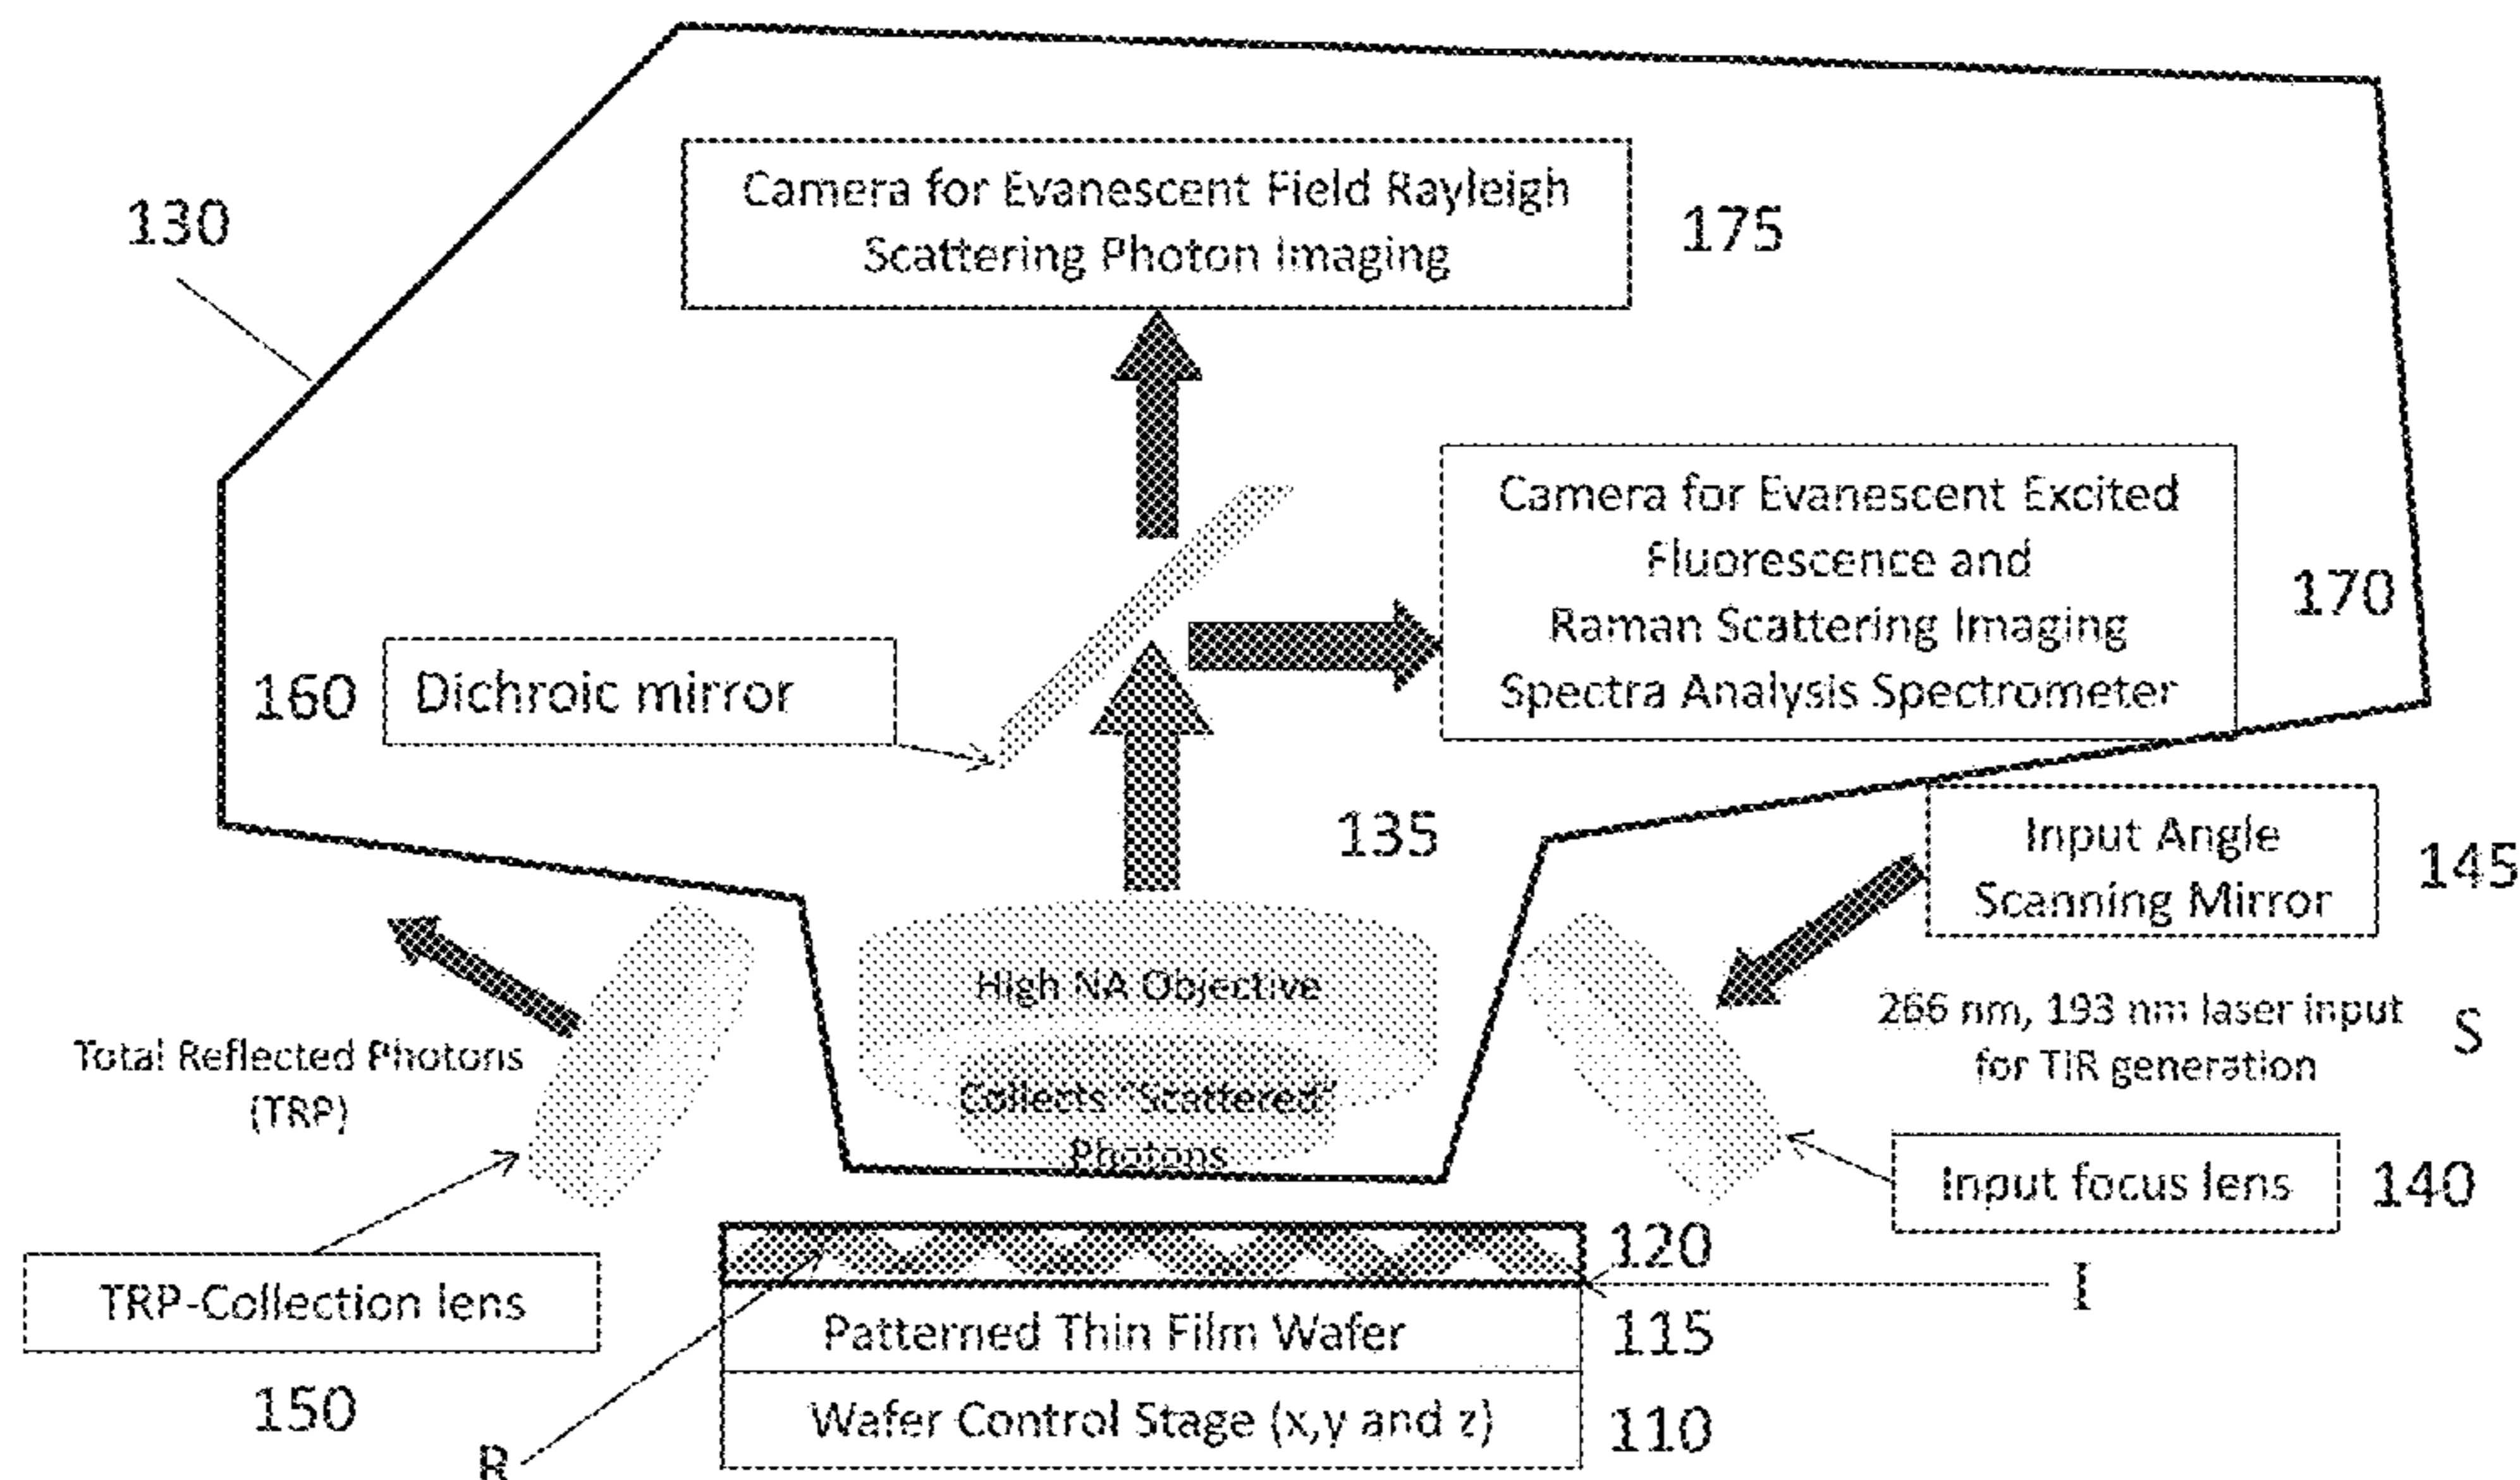 130
Camera for Evanescent Field Rayleigh
Scattering Photon Imaging
175
Camera for Evanescent Excited
Fluorescence and
Raman Scattering Imaging
Spectra Analysis Spectrometer
170
160
Dichroic mirror
135
Input Angle
Scanning Mirror
145
High NA Objective
Collects "Scattered"
Photons
266 nm, 193 nm laser input
for TIR generation
S
Total Reflected Photons
(TRP)
Input focus lens
140
120
I
TRP-Collection lens
150
Patterned Thin Film Wafer
115
Wafer Control Stage (x,y and z)
110
R